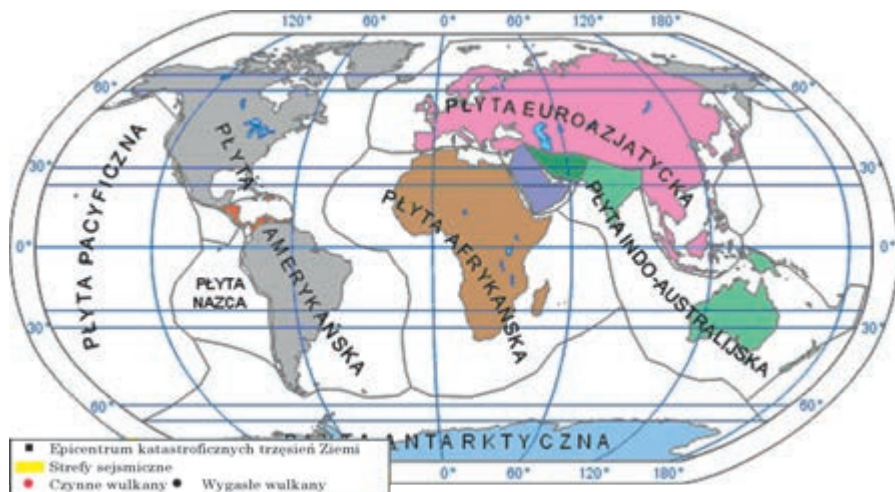 120° 60° 0° 60° 120° 180°
60° 60°
30° 30°
0° 0°
30° 30°
60° 60°
0° 60° 120° 180°
PŁYTA PACYFICZNA
PŁYTA AMERYKAŃSKA
PŁYTA
NAZCA
PŁYTA EUROAZJATYCKA
PŁYTA AFRYKAŃSKA
PŁYTA INDO-AUSTRALIJSKA
ANTARKTYCZNA
Epicentrum katastroficznych trzęsień Ziemi
Strefy sejsmiczne
Czynne wulkany Wygasłe wulkany